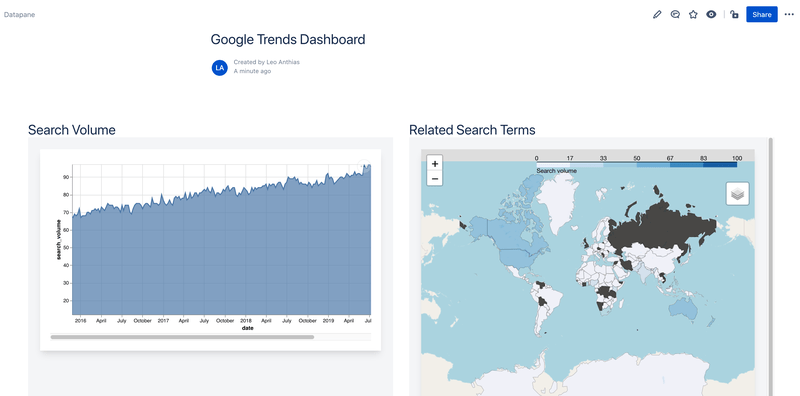 Datapane
Share
Google Trends Dashboard
LA
Created by Leo Anthias
A minute ago
Search Volume
Related Search Terms
search_volume
90
80
70
60
50
40
30
20
2016 April July October 2017 April July October 2018 April July October 2019 April Jul
date
+
−
0 17 33 50 67 83 100
Search volume